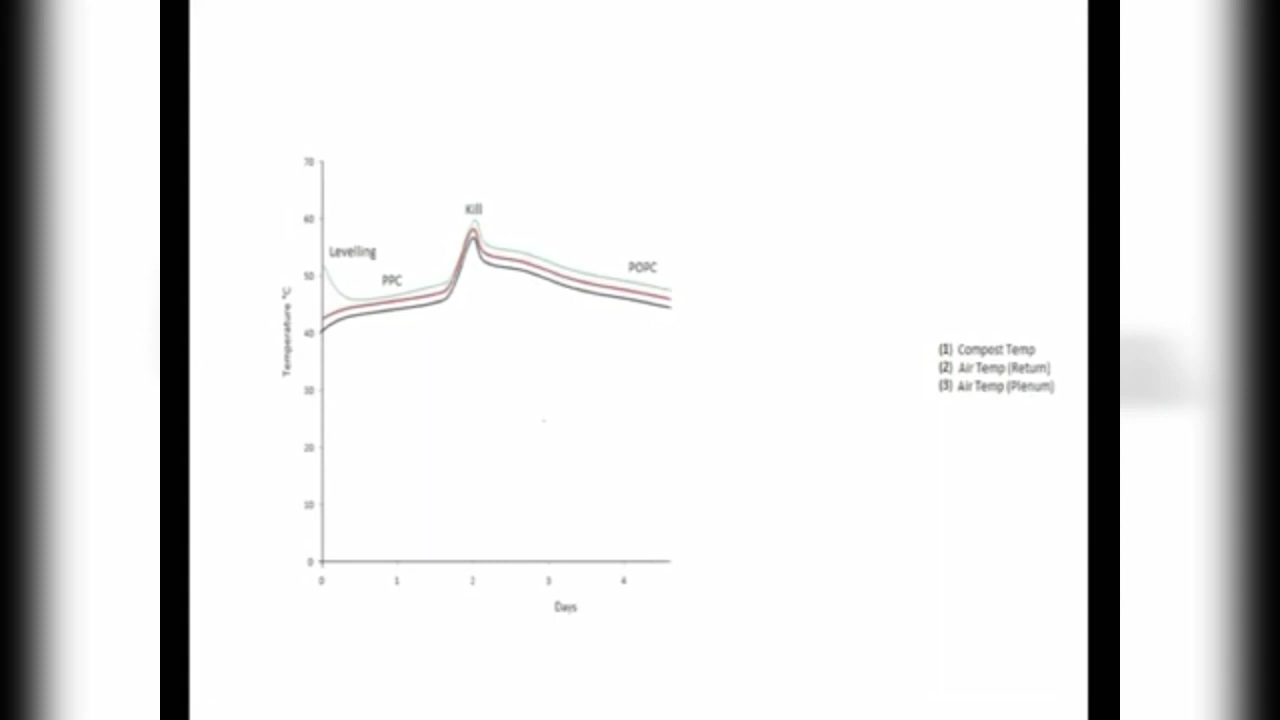 70
Kill
60
Levelling
50
PPC
POPC
Temperature °C
40
(1) Compost Temp
(2) Air Temp (Return)
(3) Air Temp (Plenum)
30
20
10
0
0 1 2 3 4
Days